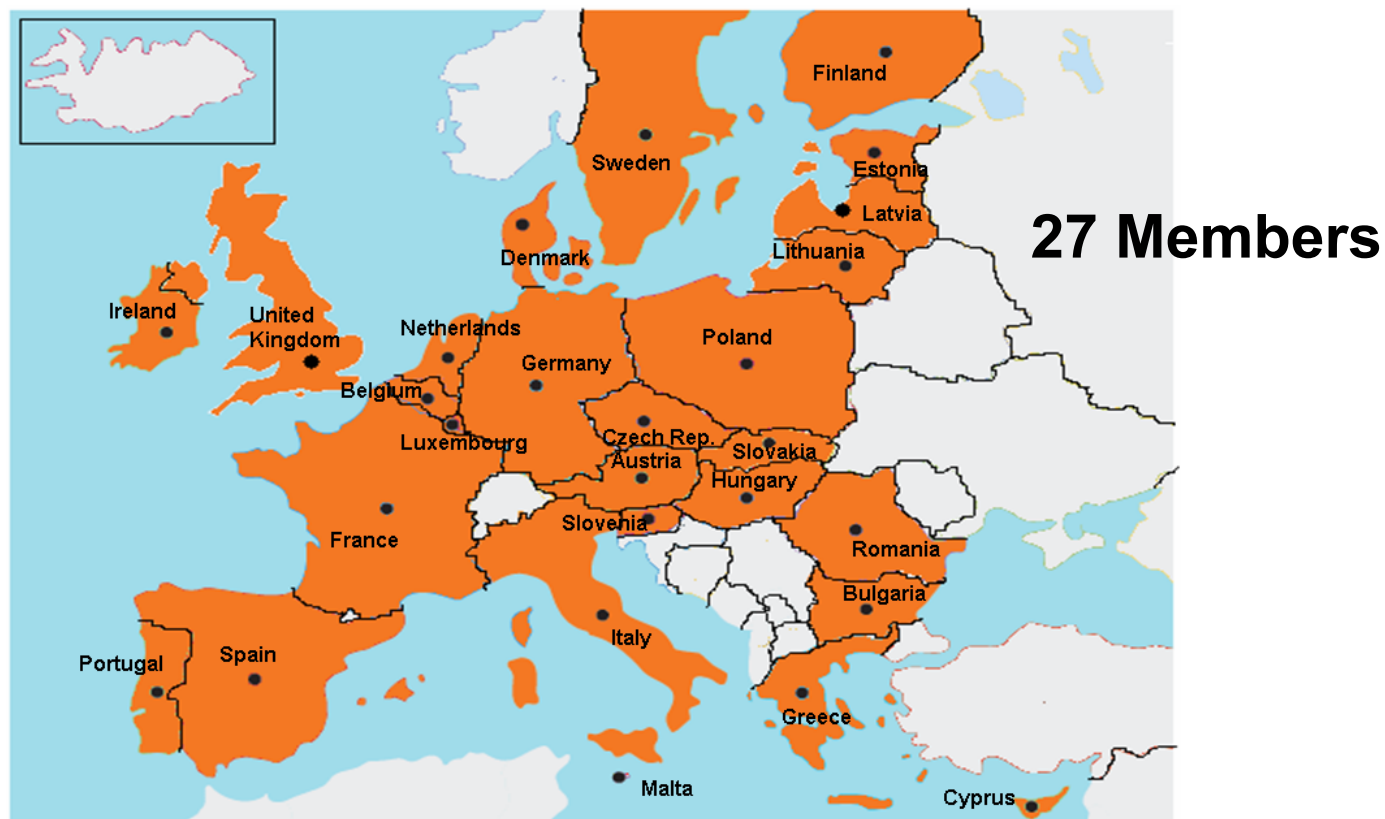 Finland
Sweden
Estonia
Latvia
27 Members
Lithuania
Denmark
Ireland
United
Kingdom
Netherlands
Poland
Germany
Belgium
Luxembourg
Czech Rep.
Slovakia
Austria
Hungary
Slovenia
France
Romania
Bulgaria
Italy
Portugal
Spain
Greece
Malta
Cyprus